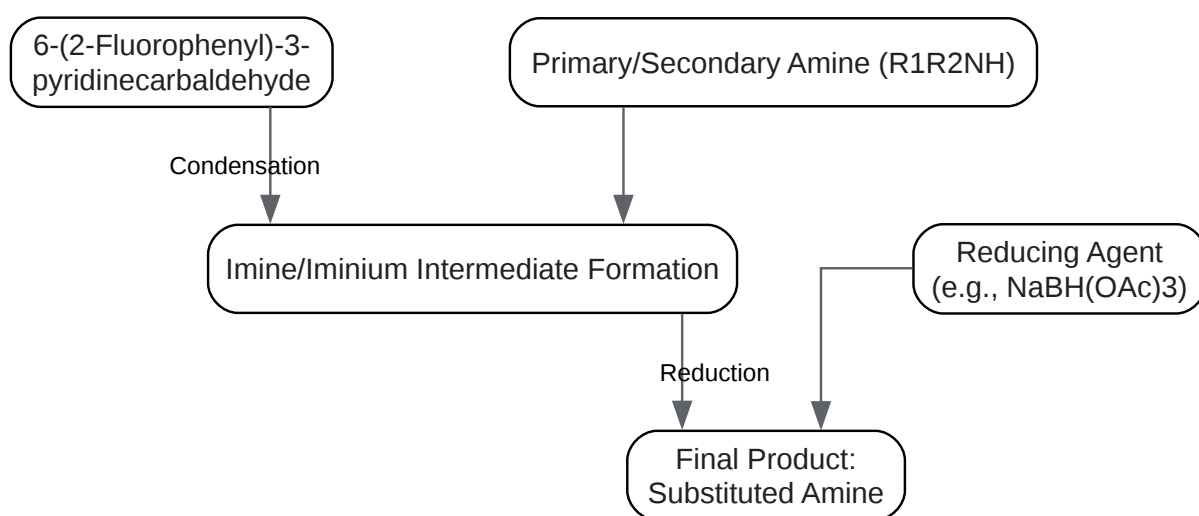 6-(2-Fluorophenyl)-3-
pyridinecarbaldehyde
Primary/Secondary Amine (R1R2NH)
Condensation
Imine/Iminium Intermediate Formation
Reducing Agent
(e.g., NaBH(OAc)3)
Reduction
Final Product:
Substituted Amine